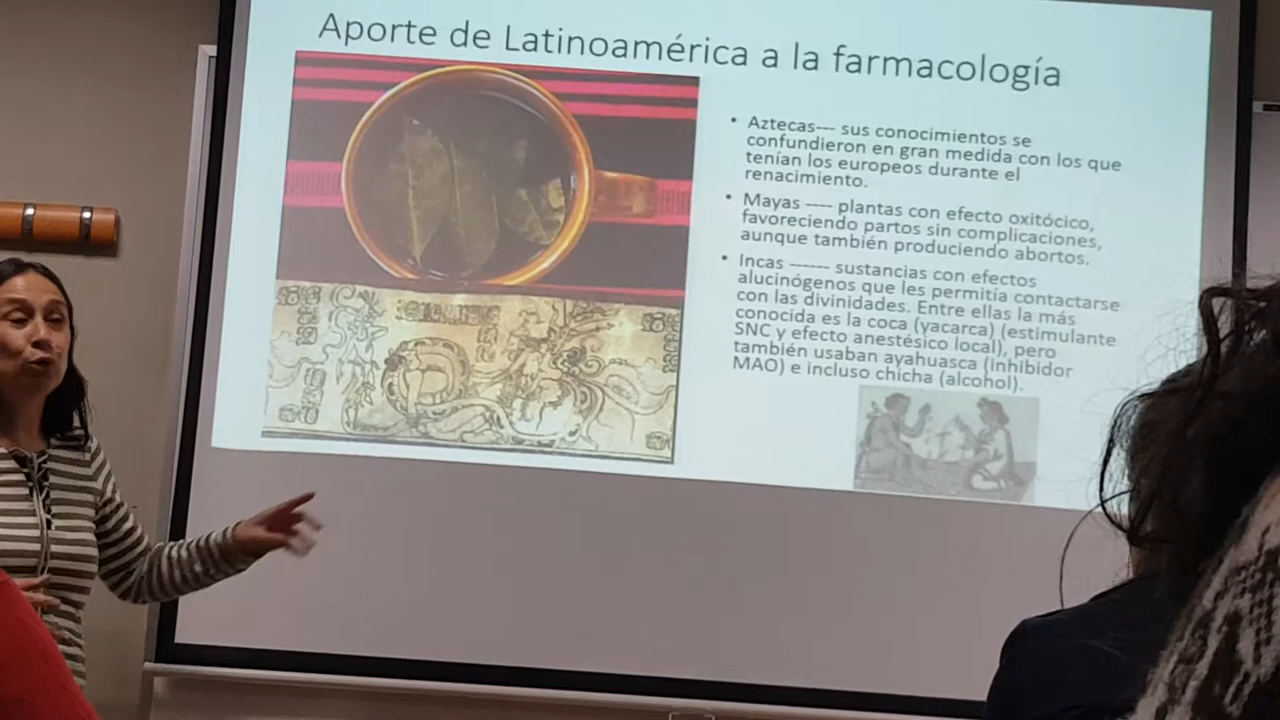 Aporte de Latinoamérica a la farmacología
• Aztecas--- sus conocimientos se
confundieron en gran medida con los que
tenían los europeos durante el
renacimiento.
• Mayas ---- plantas con efecto oxitócico,
favoreciendo partos sin complicaciones,
aunque también produciendo abortos.
• Incas ------ sustancias con efectos
alucinógenos que les permitía contactarse
con las divinidades. Entre ellas la más
conocida es la coca (yacarca) (estimulante
SNC y efecto anestésico local), pero
también usaban ayahuasca (inhibidor
MAO) e incluso chicha (alcohol).